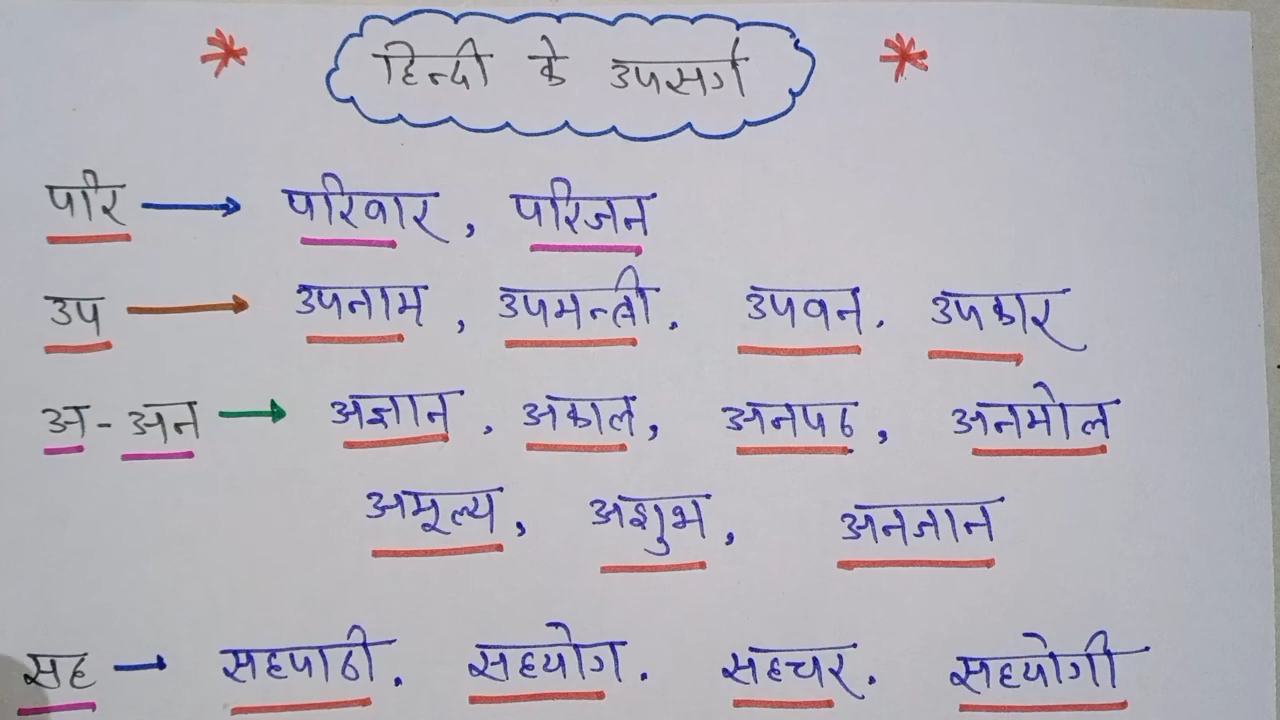 हिन्दी के उपसर्ग
परि → परिवार, परिजन
उप → उपनाम, उपमन्त्री. उपवन. उपकार
अ - अन → अज्ञान, अकाल, अनपढ, अनमोल
अमूल्य, अशुभ, अनजान
सह → सहपाठी. सहयोग. सहचर. सहयोगी